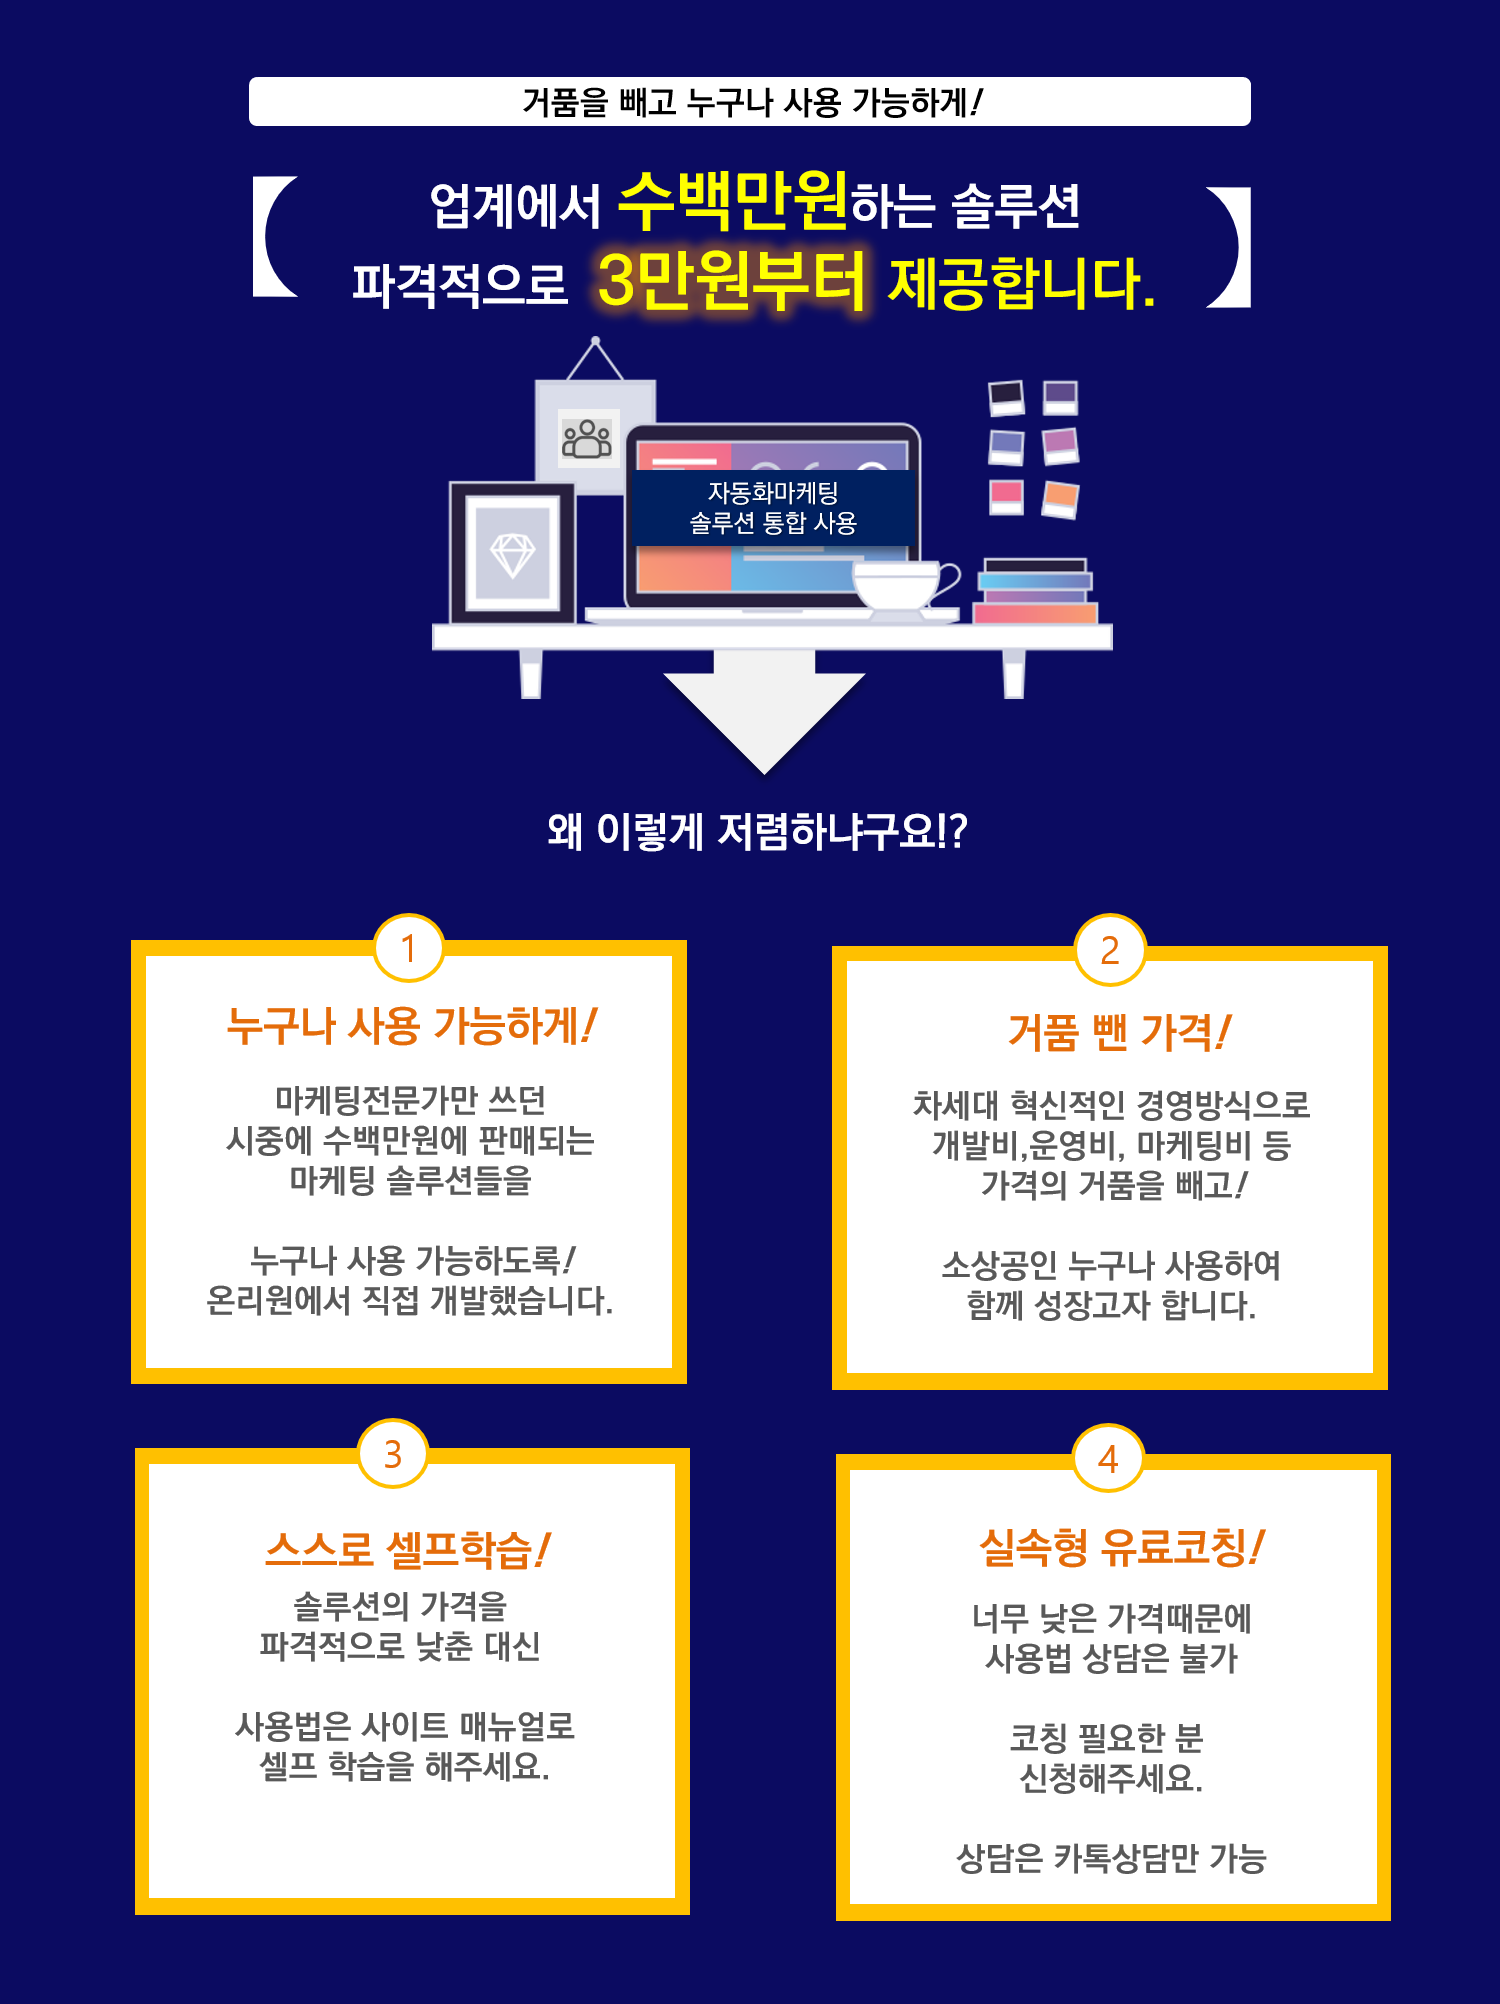 거품을 빼고 누구나 사용 가능하게!
업계에서 수백만원하는 솔루션
파격적으로 3만원부터 제공합니다.
자동화마케팅
솔루션 통합 사용
왜 이렇게 저렴하냐구요!?
1
누구나 사용 가능하게!
마케팅전문가만 쓰던
시중에 수백만원에 판매되는
마케팅 솔루션들을
누구나 사용 가능하도록!
온리원에서 직접 개발했습니다.
2
거품 뺀 가격!
차세대 혁신적인 경영방식으로
개발비,운영비, 마케팅비 등
가격의 거품을 빼고!
소상공인 누구나 사용하여
함께 성장고자 합니다.
3
스스로 셀프학습!
솔루션의 가격을
파격적으로 낮춘 대신
사용법은 사이트 매뉴얼로
셀프 학습을 해주세요.
4
실속형 유료코칭!
너무 낮은 가격때문에
사용법 상담은 불가
코칭 필요한 분
신청해주세요.
상담은 카톡상담만 가능